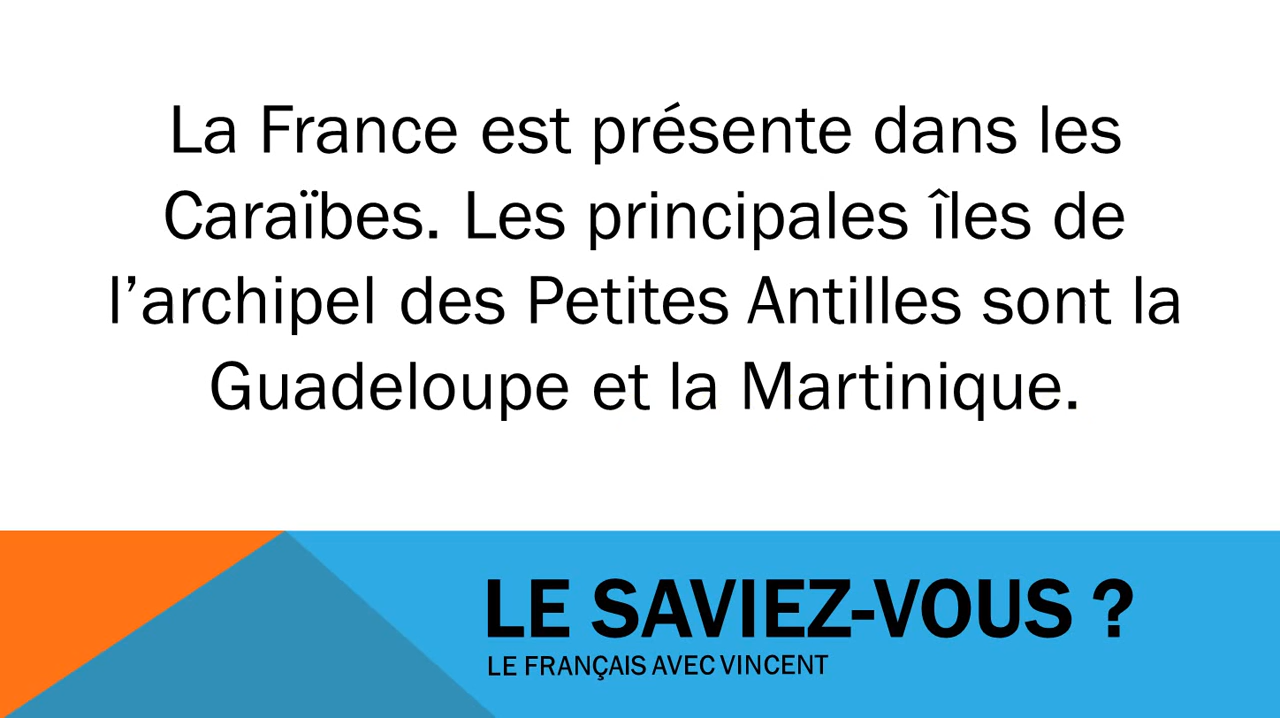 La France est présente dans les
Caraïbes. Les principales îles de
l’archipel des Petites Antilles sont la
Guadeloupe et la Martinique.
LE SAVIEZ-VOUS ?
LE FRANÇAIS AVEC VINCENT